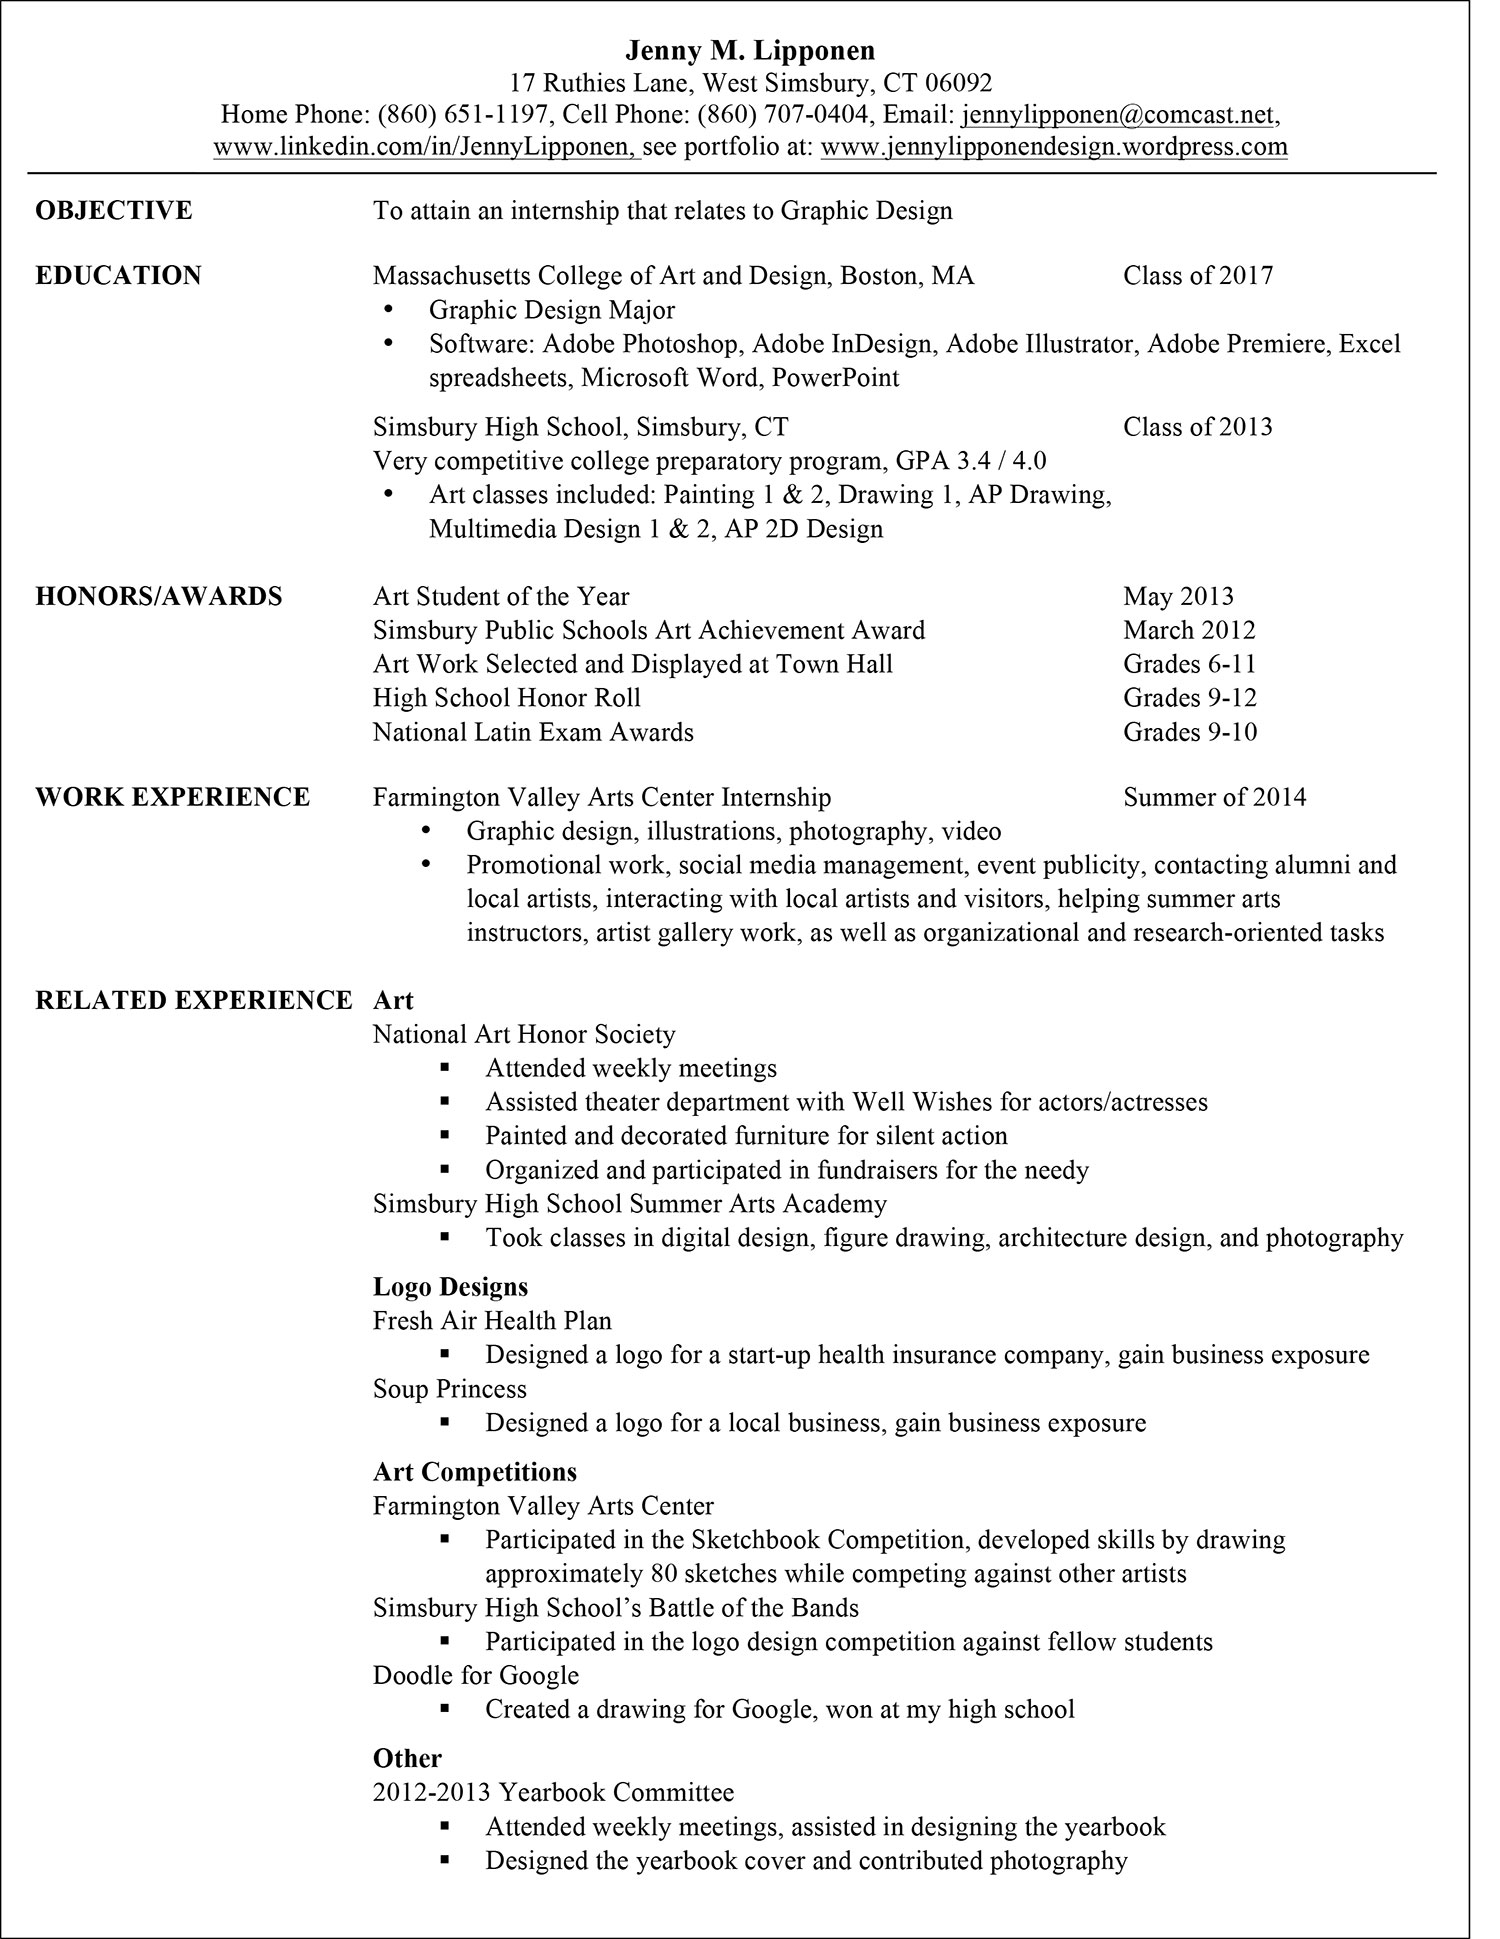 Jenny M. Lipponen
17 Ruthies Lane, West Simsbury, CT 06092
Home Phone: (860) 651-1197, Cell Phone: (860) 707-0404, Email: jennylipponen@comcast.net,
www.linkedin.com/in/JennyLipponen, see portfolio at: www.jennylipponendesign.wordpress.com
OBJECTIVE To attain an internship that relates to Graphic Design
EDUCATION Massachusetts College of Art and Design, Boston, MA Class of 2017
• Graphic Design Major
• Software: Adobe Photoshop, Adobe InDesign, Adobe Illustrator, Adobe Premiere, Excel
spreadsheets, Microsoft Word, PowerPoint
Simsbury High School, Simsbury, CT Class of 2013
Very competitive college preparatory program, GPA 3.4 / 4.0
• Art classes included: Painting 1 & 2, Drawing 1, AP Drawing,
Multimedia Design 1 & 2, AP 2D Design
HONORS/AWARDS Art Student of the Year May 2013
Simsbury Public Schools Art Achievement Award March 2012
Art Work Selected and Displayed at Town Hall Grades 6-11
High School Honor Roll Grades 9-12
National Latin Exam Awards Grades 9-10
WORK EXPERIENCE Farmington Valley Arts Center Internship Summer of 2014
• Graphic design, illustrations, photography, video
• Promotional work, social media management, event publicity, contacting alumni and
local artists, interacting with local artists and visitors, helping summer arts
instructors, artist gallery work, as well as organizational and research-oriented tasks
RELATED EXPERIENCE Art
National Art Honor Society
▪ Attended weekly meetings
▪ Assisted theater department with Well Wishes for actors/actresses
▪ Painted and decorated furniture for silent action
▪ Organized and participated in fundraisers for the needy
Simsbury High School Summer Arts Academy
▪ Took classes in digital design, figure drawing, architecture design, and photography
Logo Designs
Fresh Air Health Plan
▪ Designed a logo for a start-up health insurance company, gain business exposure
Soup Princess
▪ Designed a logo for a local business, gain business exposure
Art Competitions
Farmington Valley Arts Center
▪ Participated in the Sketchbook Competition, developed skills by drawing
approximately 80 sketches while competing against other artists
Simsbury High School’s Battle of the Bands
▪ Participated in the logo design competition against fellow students
Doodle for Google
▪ Created a drawing for Google, won at my high school
Other
2012-2013 Yearbook Committee
▪ Attended weekly meetings, assisted in designing the yearbook
▪ Designed the yearbook cover and contributed photography